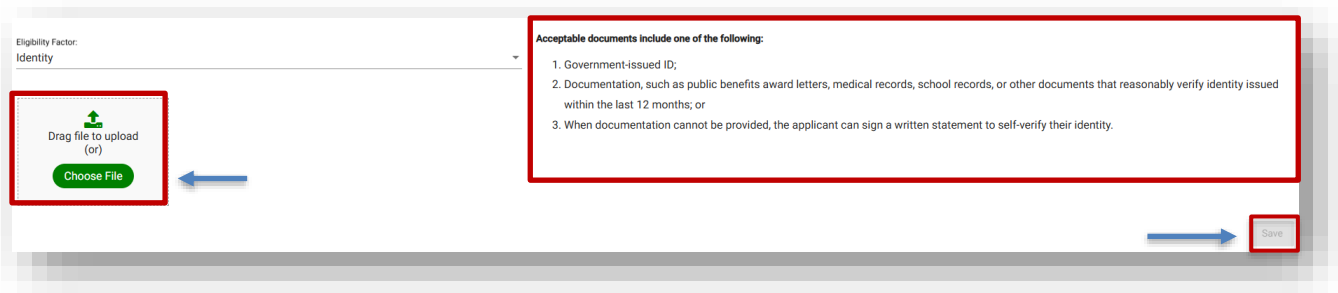 Eligibility Factor:
Identity
Drag file to upload
(or)
Choose File
Acceptable documents include one of the following:
1. Government-issued ID;
2. Documentation, such as public benefits award letters, medical records, school records, or other documents that reasonably verify identity issued
within the last 12 months; or
3. When documentation cannot be provided, the applicant can sign a written statement to self-verify their identity.
Save